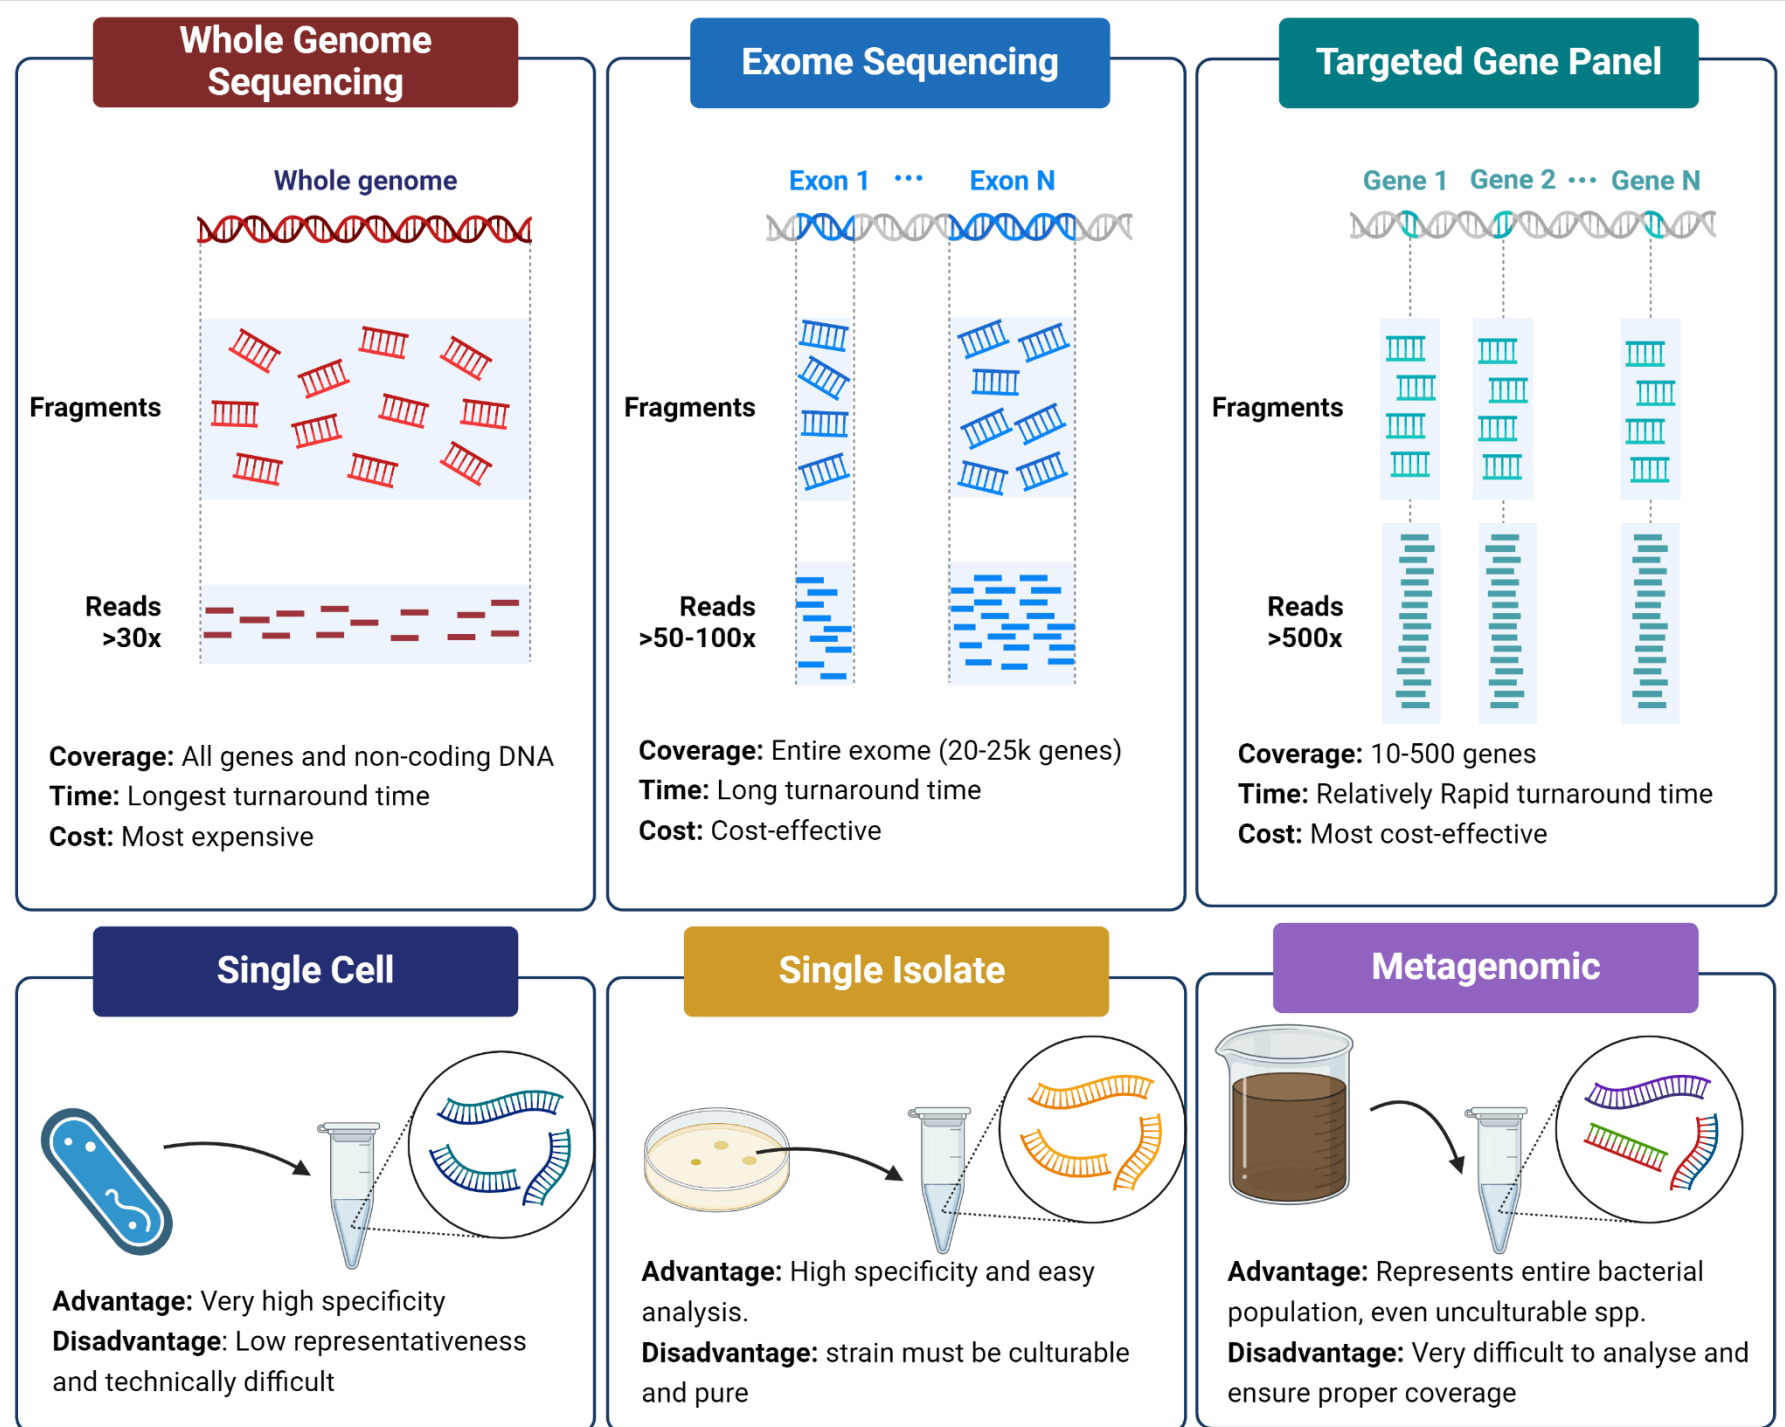 Whole Genome
Sequencing
Whole genome
Fragments
Reads
>30x
Coverage: All genes and non-coding DNA
Time: Longest turnaround time
Cost: Most expensive
Exome Sequencing
Exon 1 ··· Exon N
Fragments
Reads
>50-100x
Coverage: Entire exome (20-25k genes)
Time: Long turnaround time
Cost: Cost-effective
Targeted Gene Panel
Gene 1 Gene 2 ··· Gene N
Fragments
Reads
>500x
Coverage: 10-500 genes
Time: Relatively Rapid turnaround time
Cost: Most cost-effective
Single Cell
Advantage: Very high specificity
Disadvantage: Low representativeness
and technically difficult
Single Isolate
Advantage: High specificity and easy
analysis.
Disadvantage: strain must be culturable
and pure
Metagenomic
Advantage: Represents entire bacterial
population, even unculturable spp.
Disadvantage: Very difficult to analyse and
ensure proper coverage